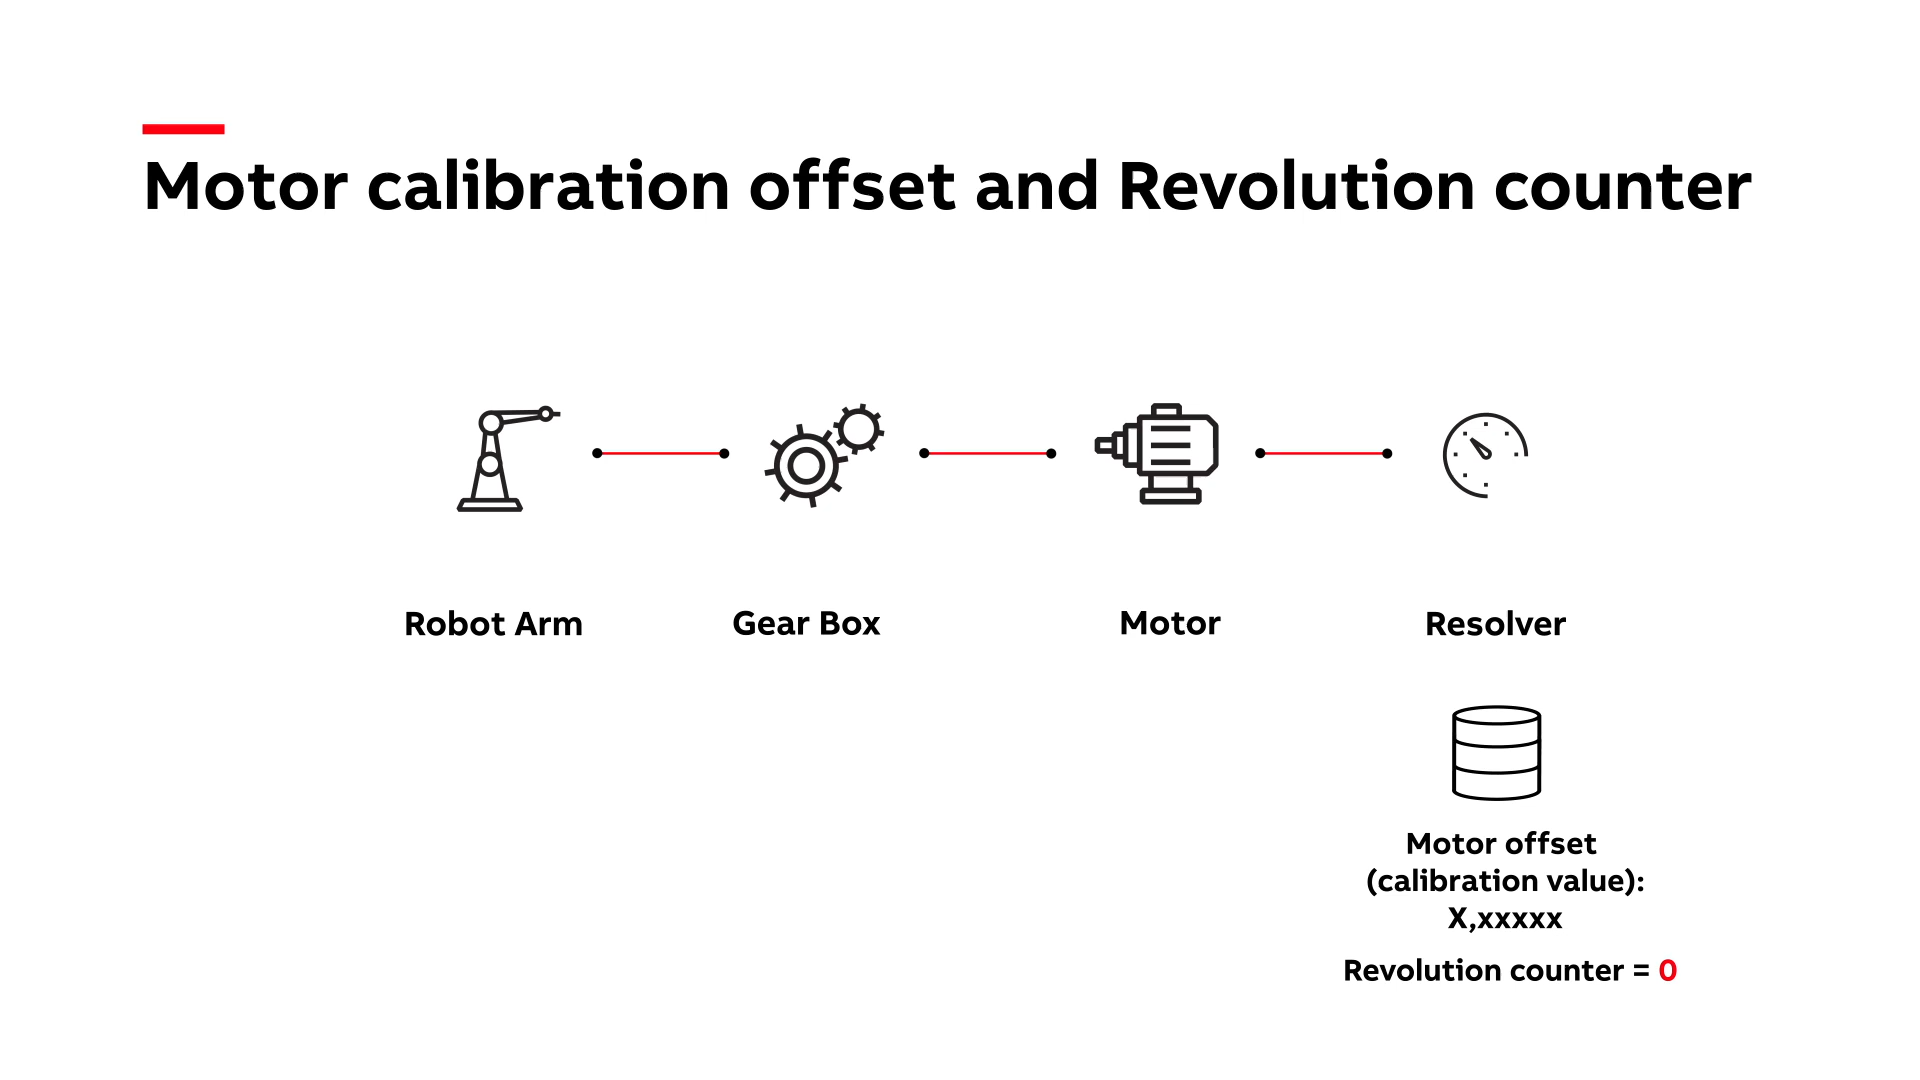 Motor calibration offset and Revolution counter
Robot Arm
Gear Box
Motor
Resolver
Motor offset
(calibration value):
X,xxxxx
Revolution counter = 0